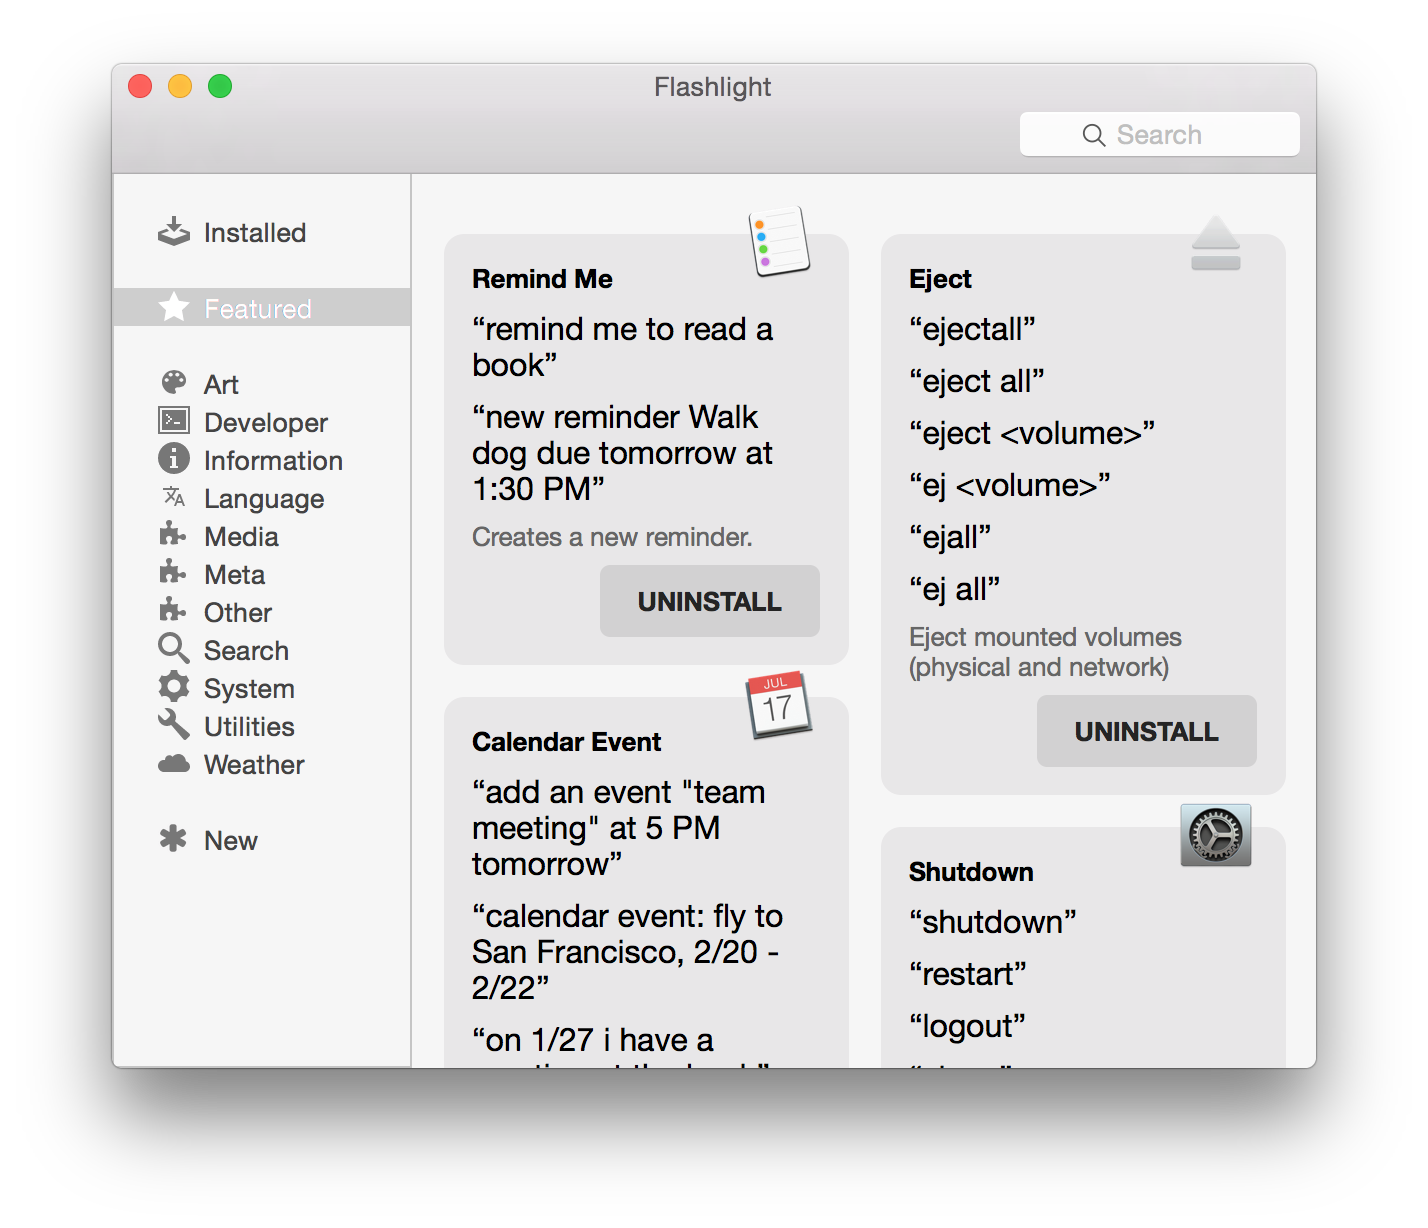 Flashlight
Search
Installed
Featured
Art
Developer
Information
Language
Media
Meta
Other
Search
System
Utilities
Weather
New
Remind Me
“remind me to read a
book”
“new reminder Walk
dog due tomorrow at
1:30 PM”
Creates a new reminder.
UNINSTALL
JUL
17
Calendar Event
“add an event "team
meeting" at 5 PM
tomorrow”
“calendar event: fly to
San Francisco, 2/20 -
2/22”
“on 1/27 i have a
Eject
“ejectall”
“eject all”
“eject <volume>”
“ej <volume>”
“ejall”
“ej all”
Eject mounted volumes
(physical and network)
UNINSTALL
Shutdown
“shutdown”
“restart”
“logout”